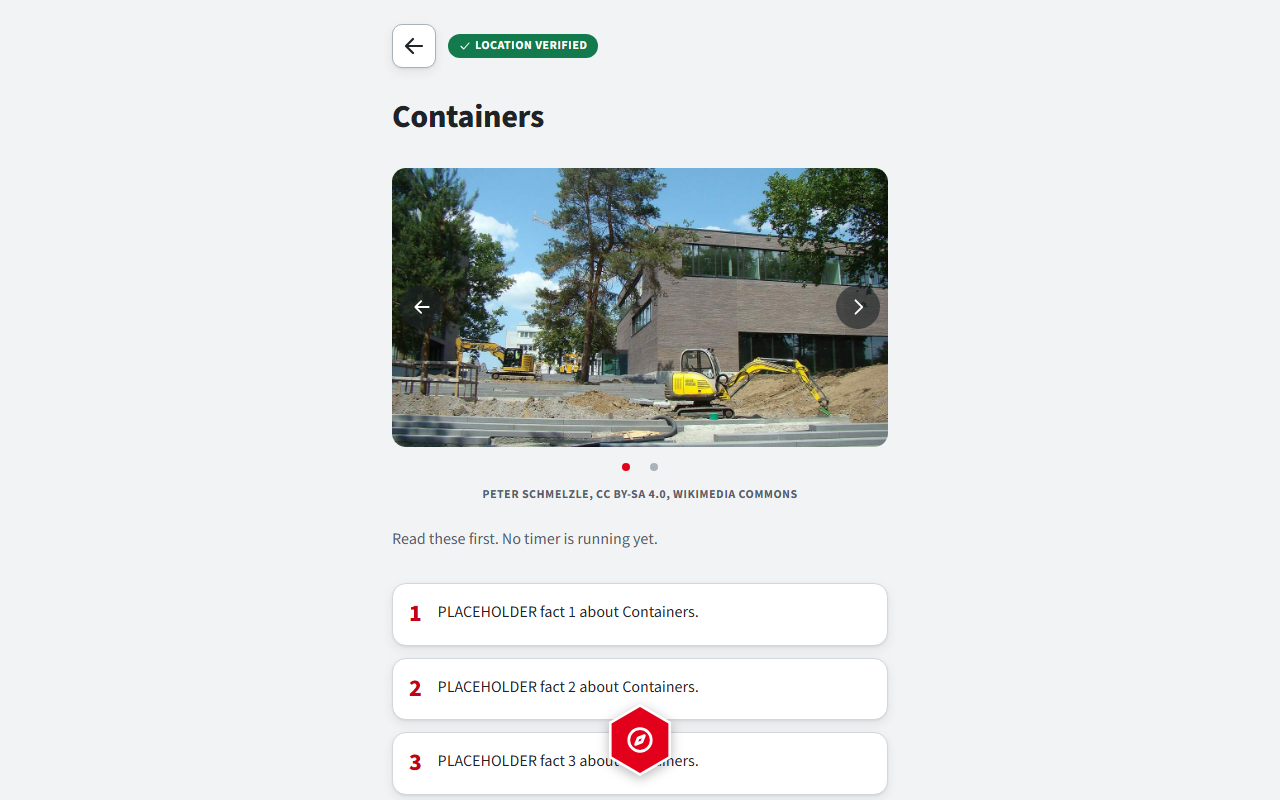 LOCATION VERIFIED
Containers
PETER SCHMELZLE, CC BY-SA 4.0, WIKIMEDIA COMMONS
Read these first. No timer is running yet.
1 PLACEHOLDER fact 1 about Containers.
2 PLACEHOLDER fact 2 about Containers.
3 PLACEHOLDER fact 3 about